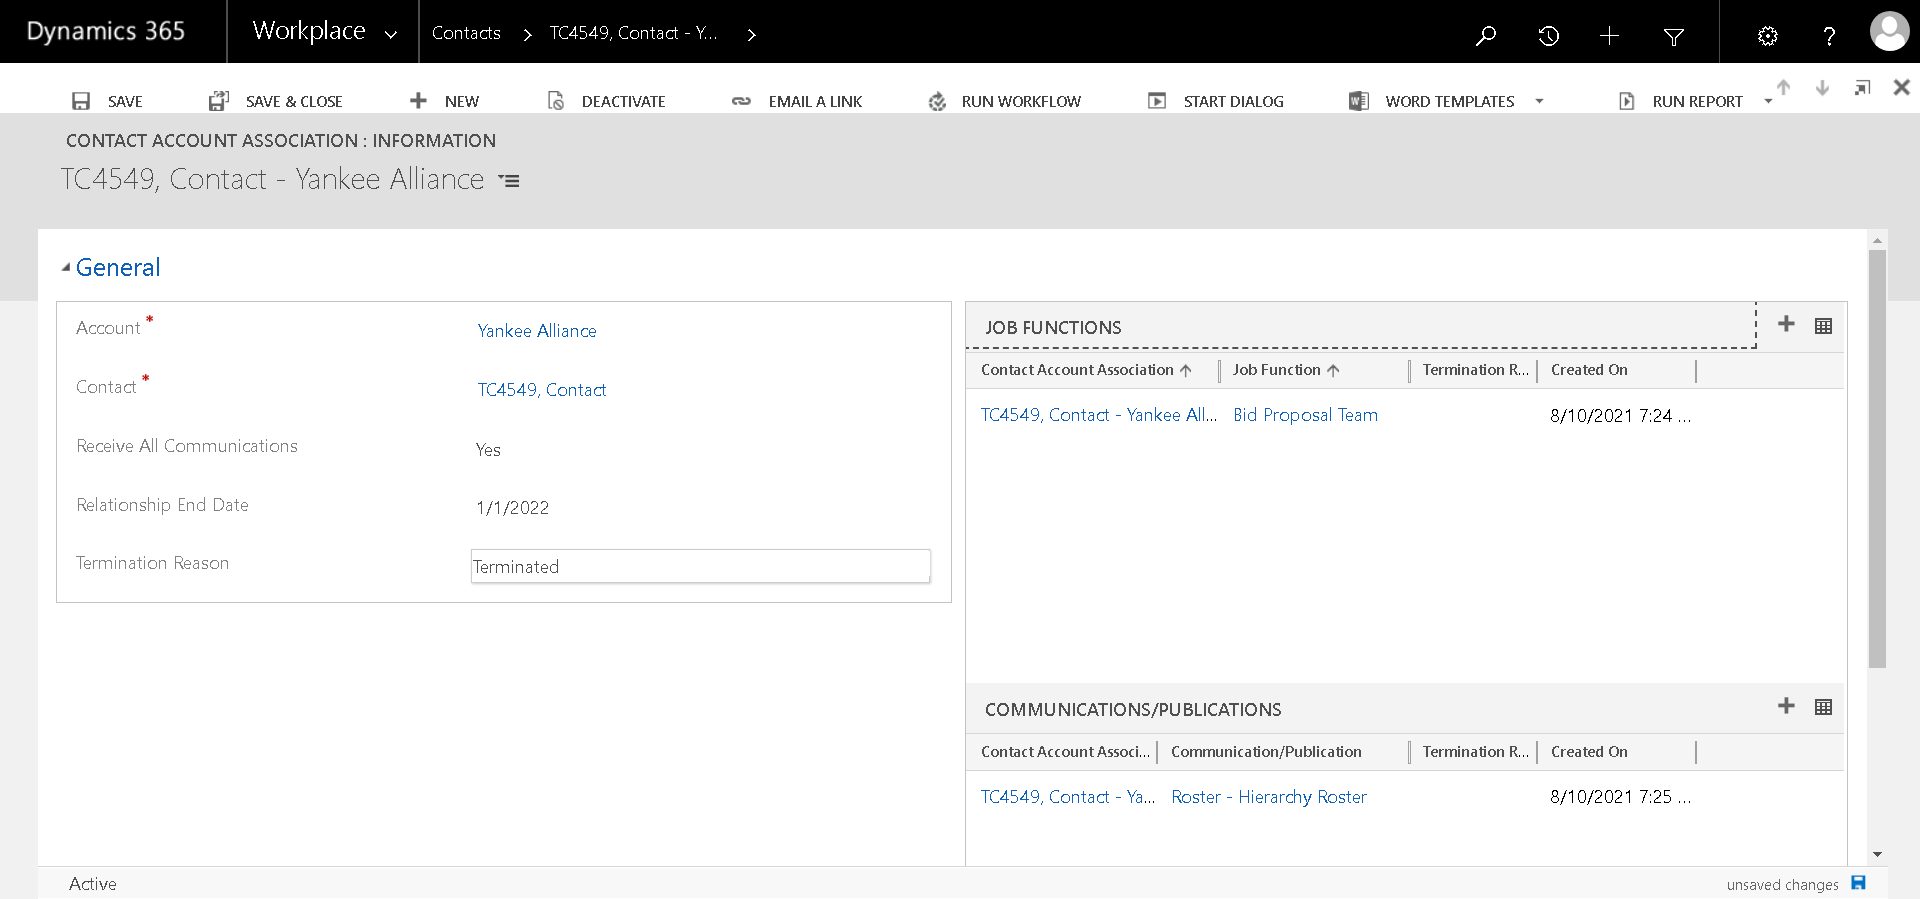 Dynamics 365 Workplace Contacts TC4549, Contact - Y...
SAVE SAVE & CLOSE NEW DEACTIVATE EMAIL A LINK RUN WORKFLOW START DIALOG WORD TEMPLATES RUN REPORT
CONTACT ACCOUNT ASSOCIATION : INFORMATION
TC4549, Contact - Yankee Alliance
General
Account * Yankee Alliance
Contact * TC4549, Contact
Receive All Communications Yes
Relationship End Date 1/1/2022
Termination Reason Terminated
JOB FUNCTIONS
Contact Account Association Job Function Termination R... Created On
TC4549, Contact - Yankee All... Bid Proposal Team 8/10/2021 7:24 ...
COMMUNICATIONS/PUBLICATIONS
Contact Account Associ... Communication/Publication Termination R... Created On
TC4549, Contact - Ya... Roster - Hierarchy Roster 8/10/2021 7:25 ...
Active unsaved changes